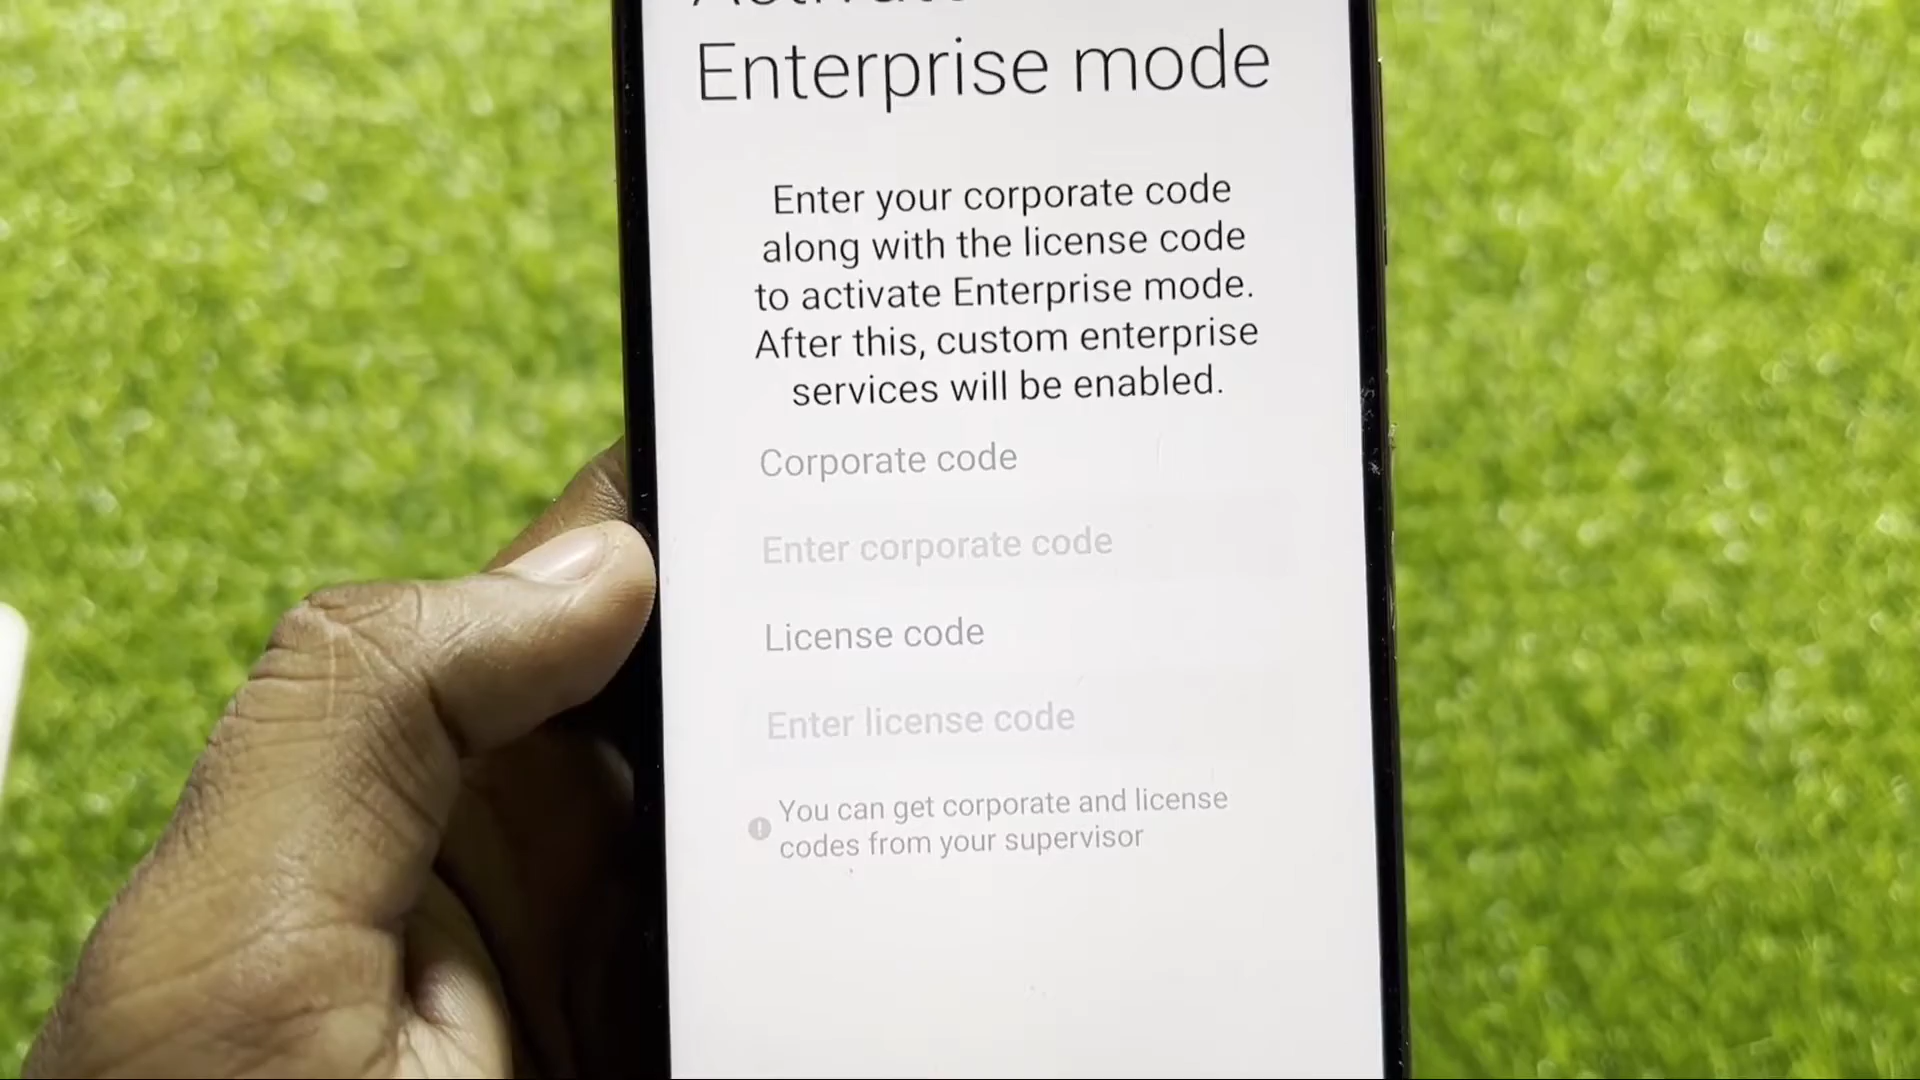 Activate
Enterprise mode
Enter your corporate code
along with the license code
to activate Enterprise mode.
After this, custom enterprise
services will be enabled.
Corporate code
Enter corporate code
License code
Enter license code
You can get corporate and license
codes from your supervisor